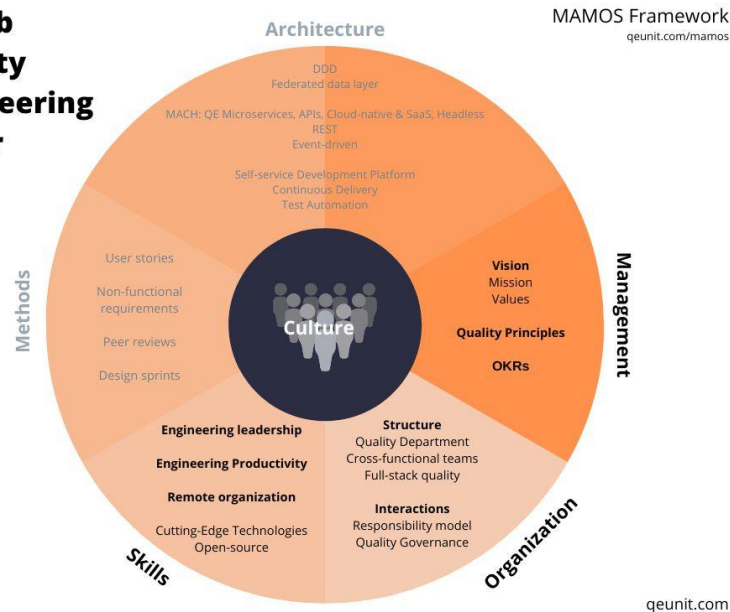 b
ty
eering
MAMOS Framework
qeunit.com/mamos
Architecture
DDD
Federated data layer
MACH: QE Microservices, APIs, Cloud-native & SaaS, Headless
REST
Event-driven
Self-service Development Platform
Continuous Delivery
Test Automation
Methods
User stories
Non-functional
requirements
Peer reviews
Design sprints
Culture
Management
Vision
Mission
Values
Quality Principles
OKRs
Skills
Engineering leadership
Engineering Productivity
Remote organization
Cutting-Edge Technologies
Open-source
Organization
Structure
Quality Department
Cross-functional teams
Full-stack quality
Interactions
Responsibility model
Quality Governance
qeunit.com